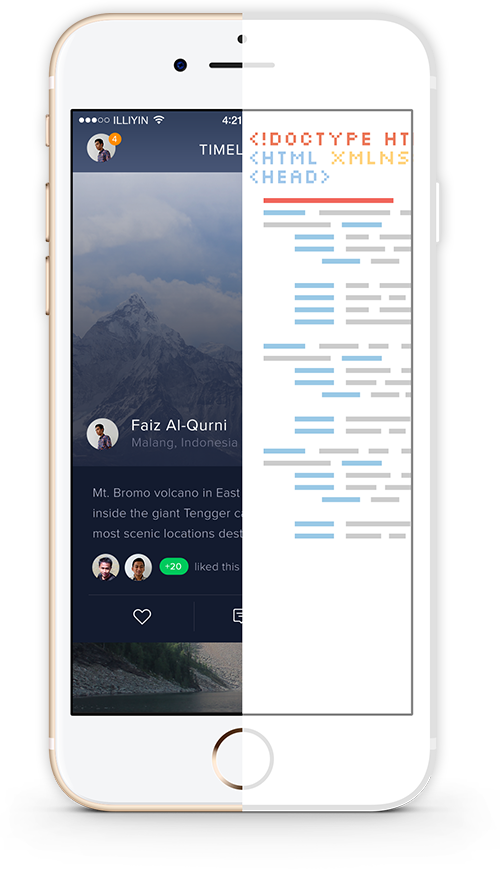 ILLIYIN 4:21
4
TIMEL
<!DOCTYPE HT
<HTML XMLNS
<HEAD>
Faiz Al-Qurni
Malang, Indonesia
Mt. Bromo volcano in East
inside the giant Tengger ca
most scenic locations dest
+20 liked this